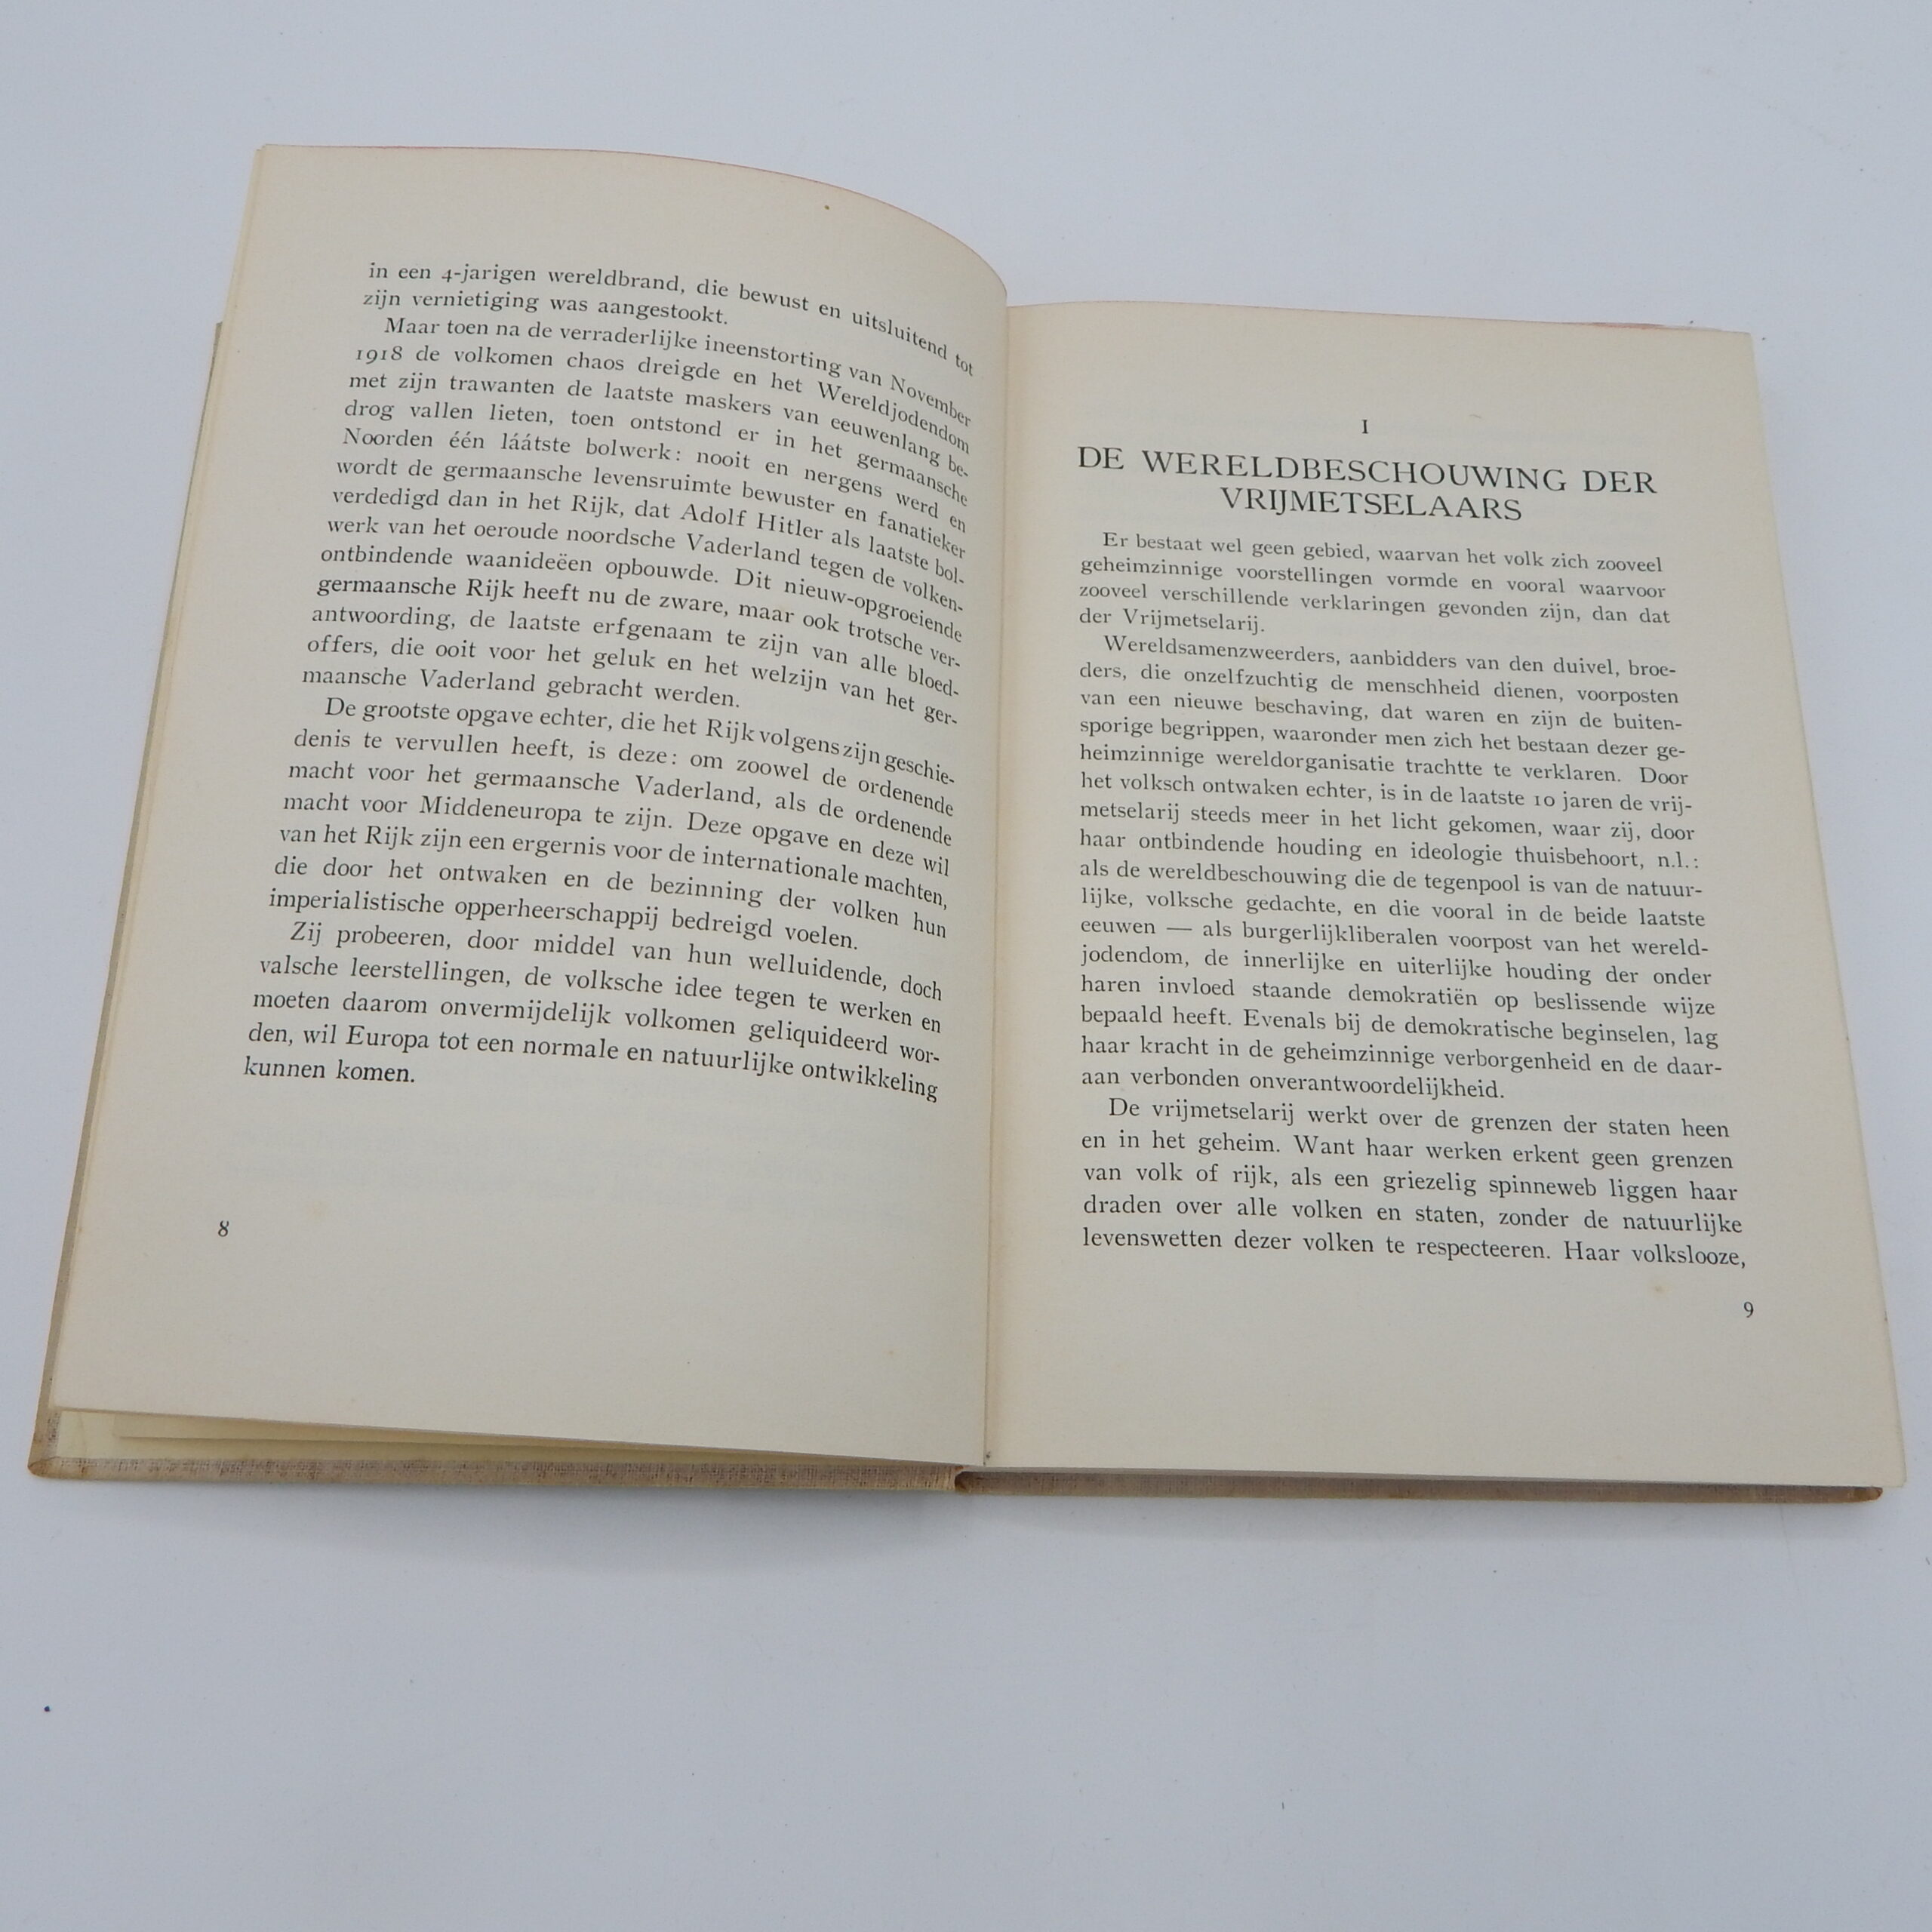 in een 4-jarigen wereldbrand, die bewust en uitsluitend tot
zijn vernietiging was aangestookt.
Maar toen na de verraderlijke ineenstorting van November
1918 de volkomen chaos dreigde en het Wereldjodendom
met zijn trawanten de laatste maskers van eeuwenlang be-
drog vallen lieten, toen ontstond er in het germaansche
Noorden één láátste bolwerk: nooit en nergens werd en
wordt de germaansche levensruimte bewuster en fanatieker
verdedigd dan in het Rijk, dat Adolf Hitler als laatste bol-
werk van het oeroude noordsche Vaderland tegen de volken-
ontbindende waanideëen opbouwde. Dit nieuw-opgroeiende
germaansche Rijk heeft nu de zware, maar ook trotsche ver-
antwoording, de laatste erfgenaam te zijn van alle bloed-
offers, die ooit voor het geluk en het welzijn van het ger-
maansche Vaderland gebracht werden.
De grootste opgave echter, die het Rijk volgens zijn geschie-
denis te vervullen heeft, is deze: om zoowel de ordenende
macht voor het germaansche Vaderland, als de ordenende
macht voor Middeneuropa te zijn. Deze opgave en deze wil
van het Rijk zijn een ergernis voor de internationale machten,
die door het ontwaken en de bezinning der volken hun
imperialistische opperheerschappij bedreigd voelen.
Zij probeeren, door middel van hun welluidende, doch
valsche leerstellingen, de volksche idee tegen te werken en
moeten daarom onvermijdelijk volkomen geliquideerd wor-
den, wil Europa tot een normale en natuurlijke ontwikkeling
kunnen komen.
8
I
DE WERELDBESCHOUWING DER
VRIJMETSELAARS
Er bestaat wel geen gebied, waarvan het volk zich zooveel
geheimzinnige voorstellingen vormde en vooral waarvoor
zooveel verschillende verklaringen gevonden zijn, dan dat
der Vrijmetselarij.
Wereldsamenzweerders, aanbidders van den duivel, broe-
ders, die onzelfzuchtig de menschheid dienen, voorposten
van een nieuwe beschaving, dat waren en zijn de buiten-
sporige begrippen, waaronder men zich het bestaan dezer ge-
heimzinnige wereldorganisatie trachtte te verklaren. Door
het volksch ontwaken echter, is in de laatste 10 jaren de vrij-
metselarij steeds meer in het licht gekomen, waar zij, door
haar ontbindende houding en ideologie thuisbehoort, n.l.:
als de wereldbeschouwing die de tegenpool is van de natuur-
lijke, volksche gedachte, en die vooral in de beide laatste
eeuwen — als burgerlijkliberalen voorpost van het wereld-
jodendom, de innerlijke en uiterlijke houding der onder
haren invloed staande demokratiën op beslissende wijze
bepaald heeft. Evenals bij de demokratische beginselen, lag
haar kracht in de geheimzinnige verborgenheid en de daar-
aan verbonden onverantwoordelijkheid.
De vrijmetselarij werkt over de grenzen der staten heen
en in het geheim. Want haar werken erkent geen grenzen
van volk of rijk, als een griezelig spinneweb liggen haar
draden over alle volken en staten, zonder de natuurlijke
levenswetten dezer volken te respecteeren. Haar volkslooze,
9